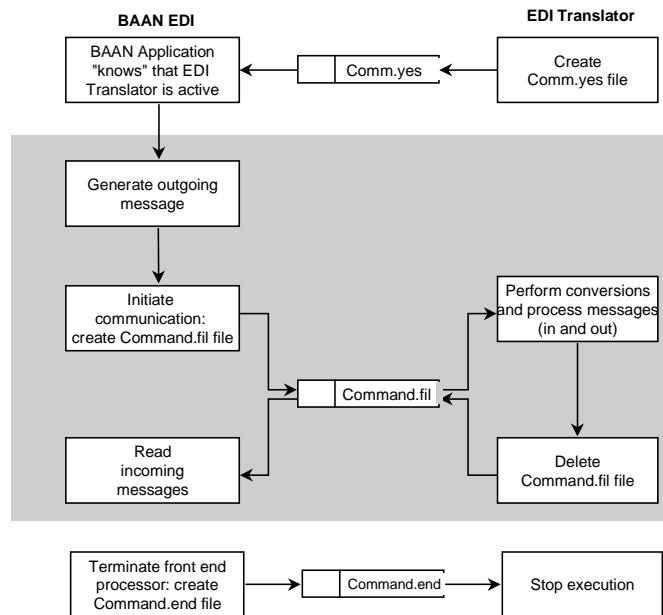 BAAN EDI
EDI Translator
BAAN Application
"knows" that EDI
Translator is active
Comm.yes
Create
Comm.yes file
Generate outgoing
message
Initiate
communication:
create Command.fil file
Perform conversions
and process messages
(in and out)
Command.fil
Read
incoming
messages
Delete
Command.fil file
Terminate front end
processor: create
Command.end file
Command.end
Stop execution